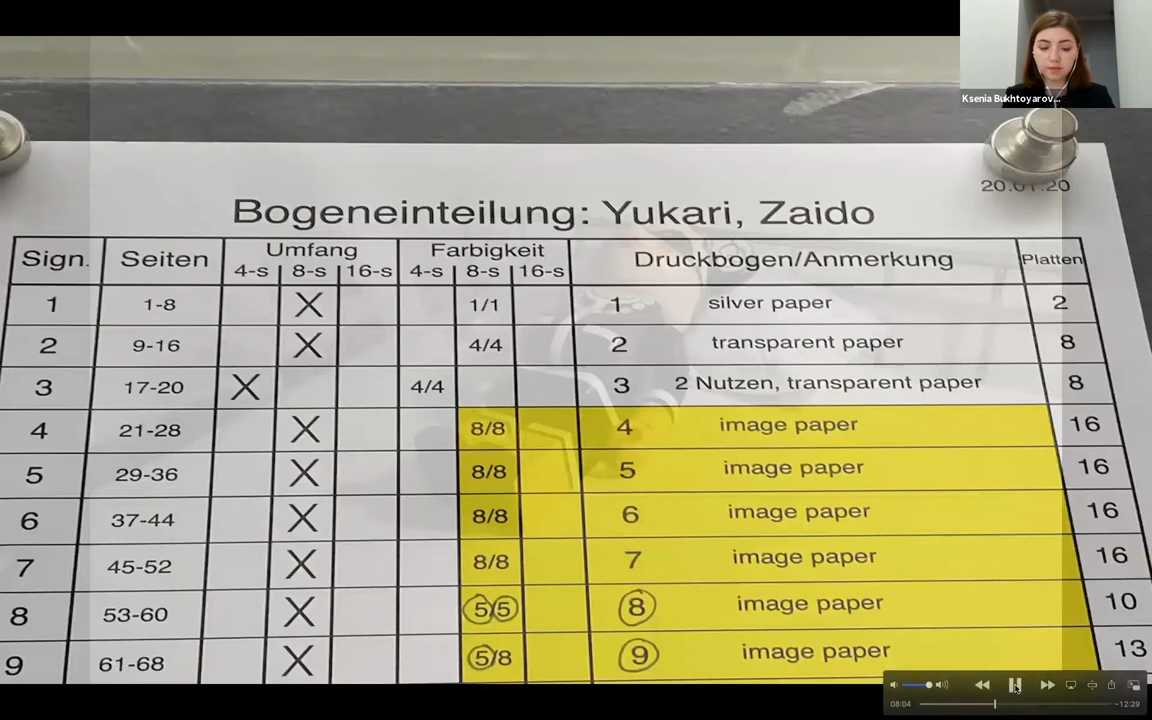 Ksenia Bukhtoyarov...
20.01.20
Bogeneinteilung: Yukari, Zaido
Sign. Seiten Umfang Farbigkeit Druckbogen/Anmerkung Platten
4-s 8-s 16-s 4-s 8-s 16-s
1 1-8 X 1/1 1 silver paper 2
2 9-16 X 4/4 2 transparent paper 8
3 17-20 X 4/4 3 2 Nutzen, transparent paper 8
4 21-28 X 8/8 4 image paper 16
5 29-36 X 8/8 5 image paper 16
6 37-44 X 8/8 6 image paper 16
7 45-52 X 8/8 7 image paper 16
8 53-60 X 5/5 8 image paper 10
9 61-68 X 5/8 9 image paper 13
08:04 -12:29